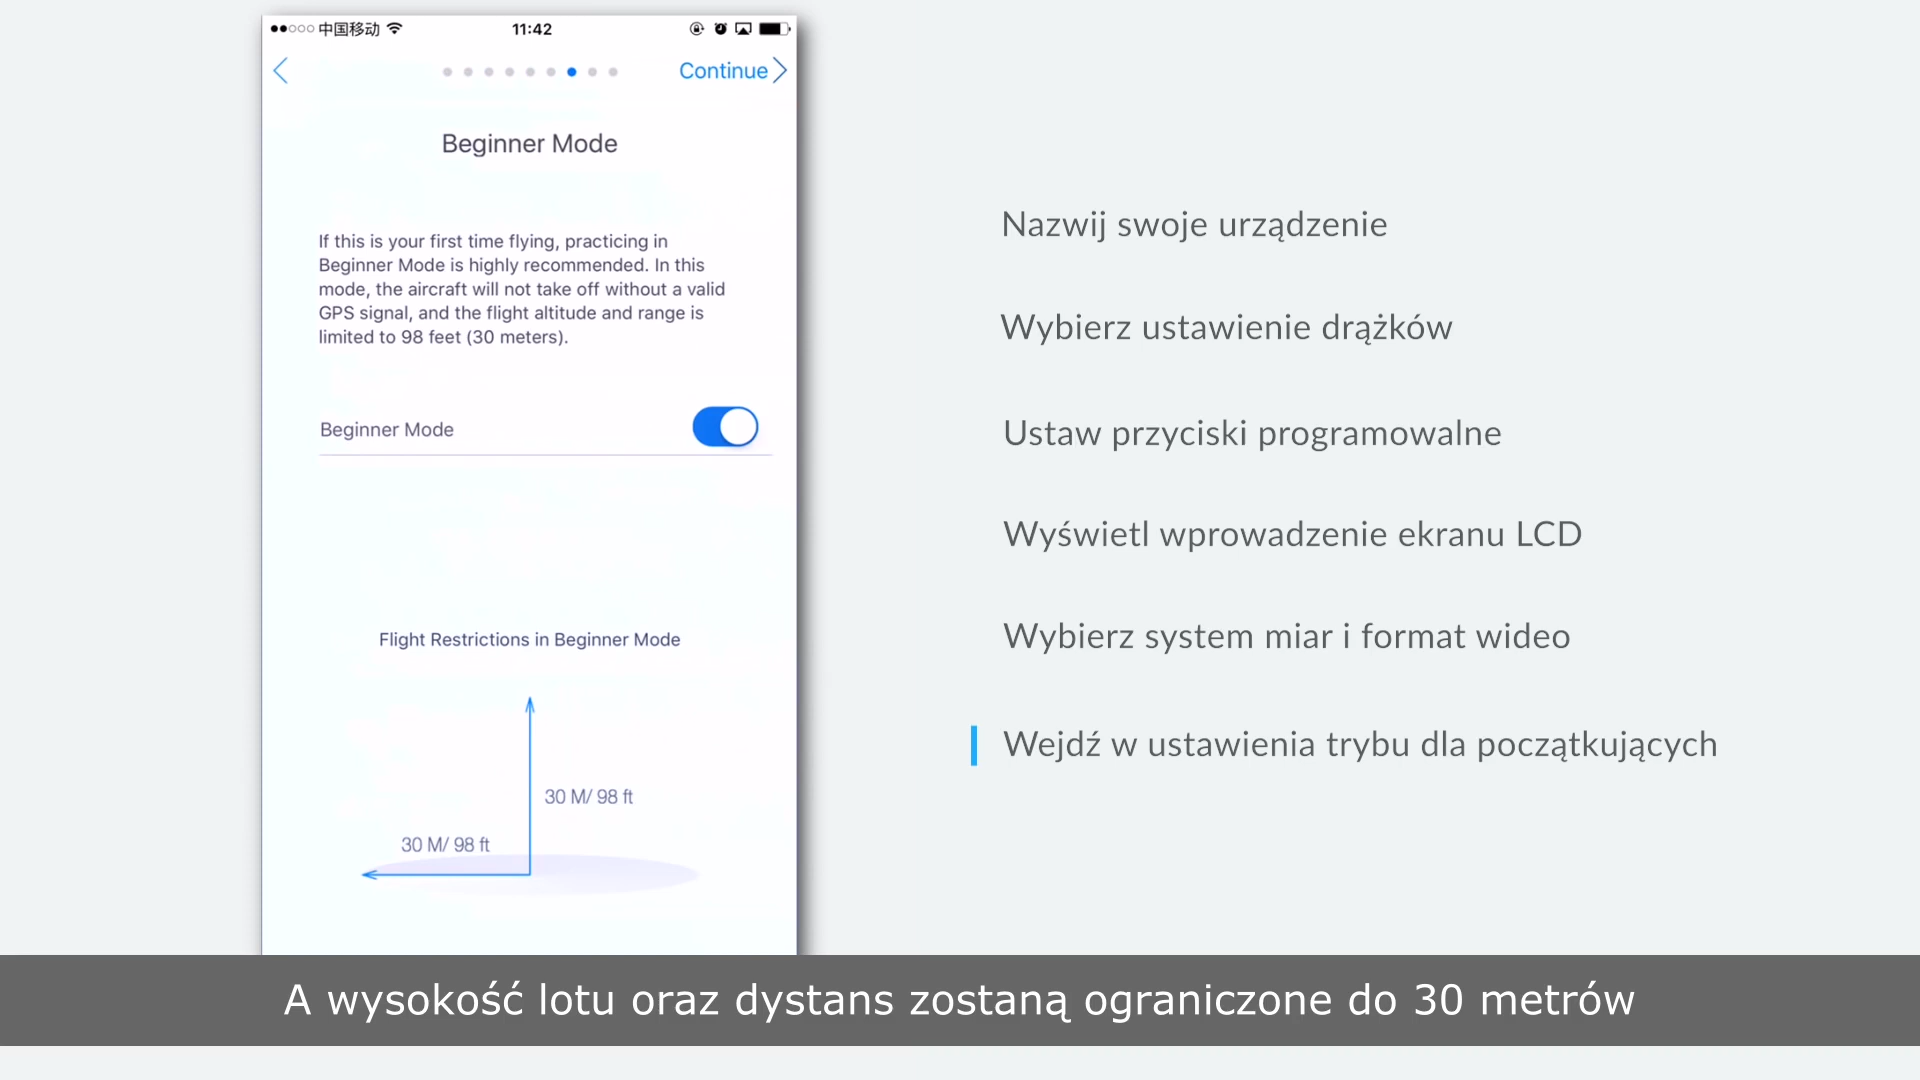 中国移动
11:42
Continue
Beginner Mode
If this is your first time flying, practicing in
Beginner Mode is highly recommended. In this
mode, the aircraft will not take off without a valid
GPS signal, and the flight altitude and range is
limited to 98 feet (30 meters).
Beginner Mode
Flight Restrictions in Beginner Mode
30 M/ 98 ft
30 M/ 98 ft
Nazwij swoje urządzenie
Wybierz ustawienie drążków
Ustaw przyciski programowalne
Wyświetl wprowadzenie ekranu LCD
Wybierz system miar i format wideo
Wejdź w ustawienia trybu dla początkujących
A wysokość lotu oraz dystans zostaną ograniczone do 30 metrów